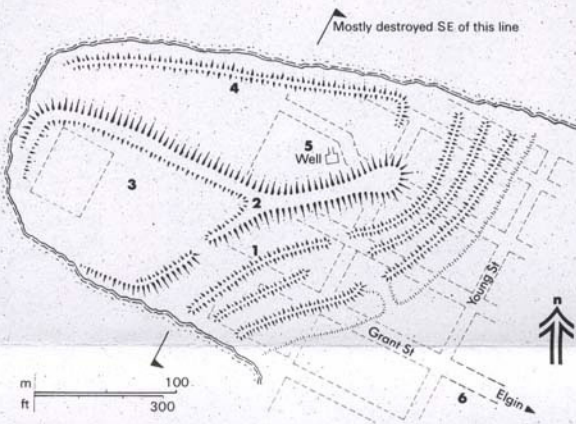 Mostly destroyed SE of this line
4
5
Well
3
2
1
Young St
n
Grant St
m 100
ft 300
6
Elgin